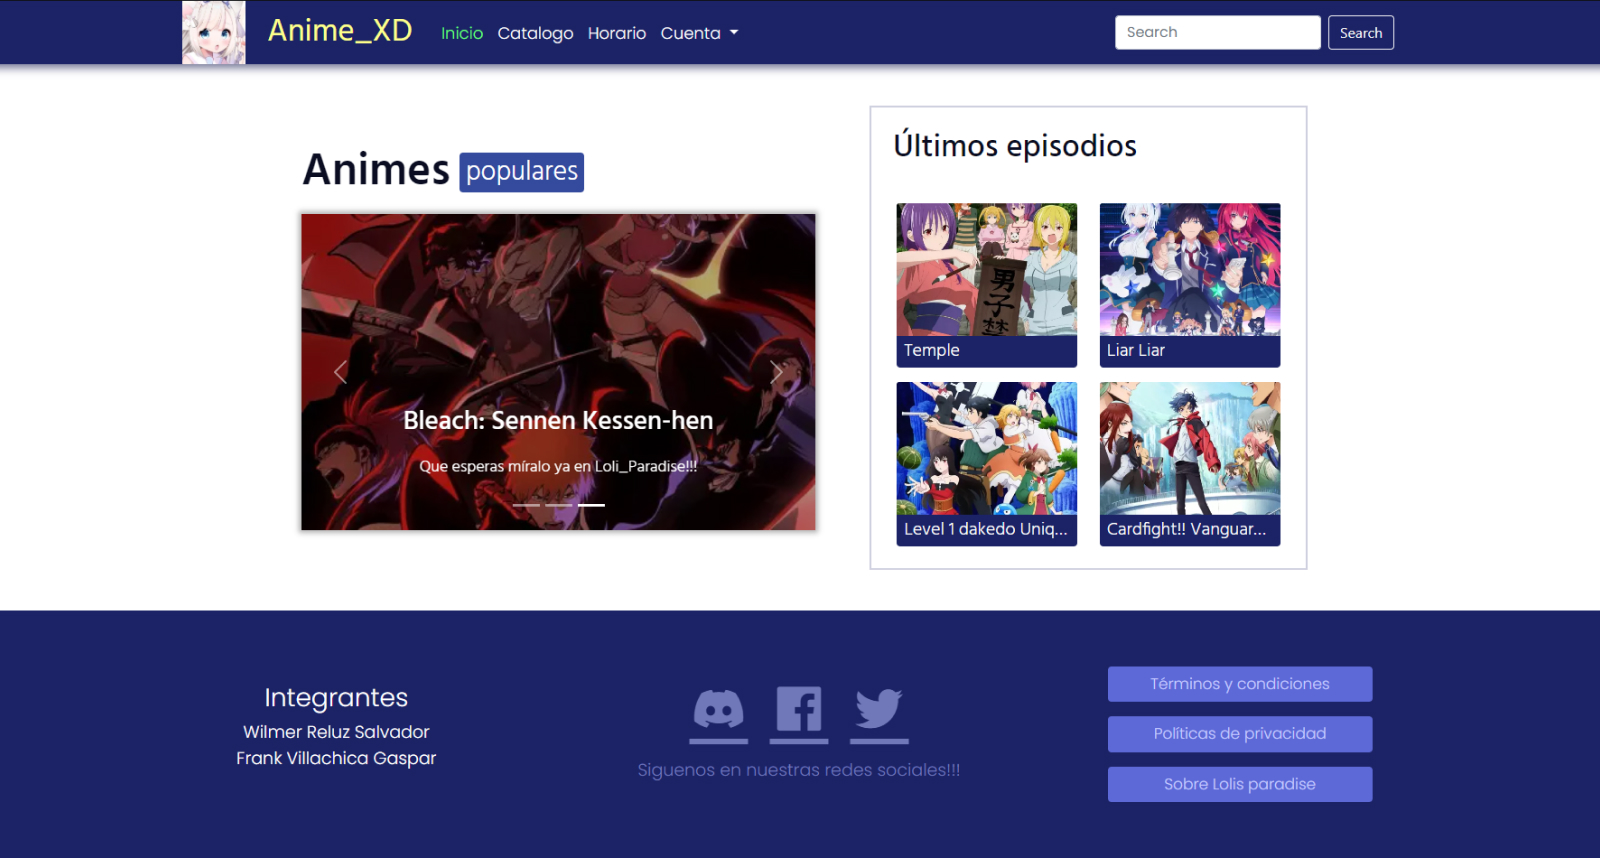 Anime_XD
Inicio
Catalogo
Horario
Cuenta
Search
Search
Animes populares
Bleach: Sennen Kessen-hen
Que esperas míralo ya en Loli_Paradise!!!
Últimos episodios
男子禁
Temple
Liar Liar
Level 1 dakedo Uniq...
Cardfight!! Vanguar...
Integrantes
Wilmer Reluz Salvador
Frank Villachica Gaspar
Siguenos en nuestras redes sociales!!!
Términos y condiciones
Políticas de privacidad
Sobre Lolis paradise